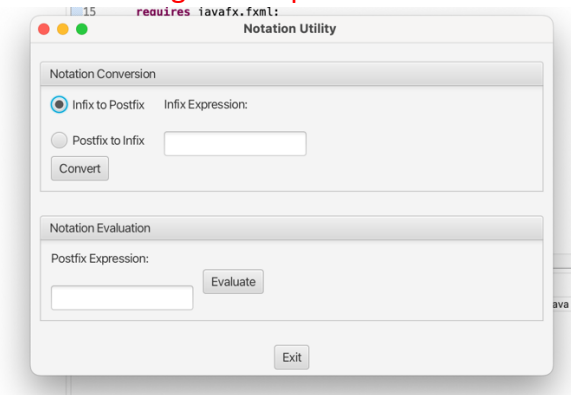 15 requires javafx.fxml;
Notation Utility
Notation Conversion
Infix to Postfix Infix Expression:
Postfix to Infix
Convert
Notation Evaluation
Postfix Expression:
Evaluate
ava
Exit